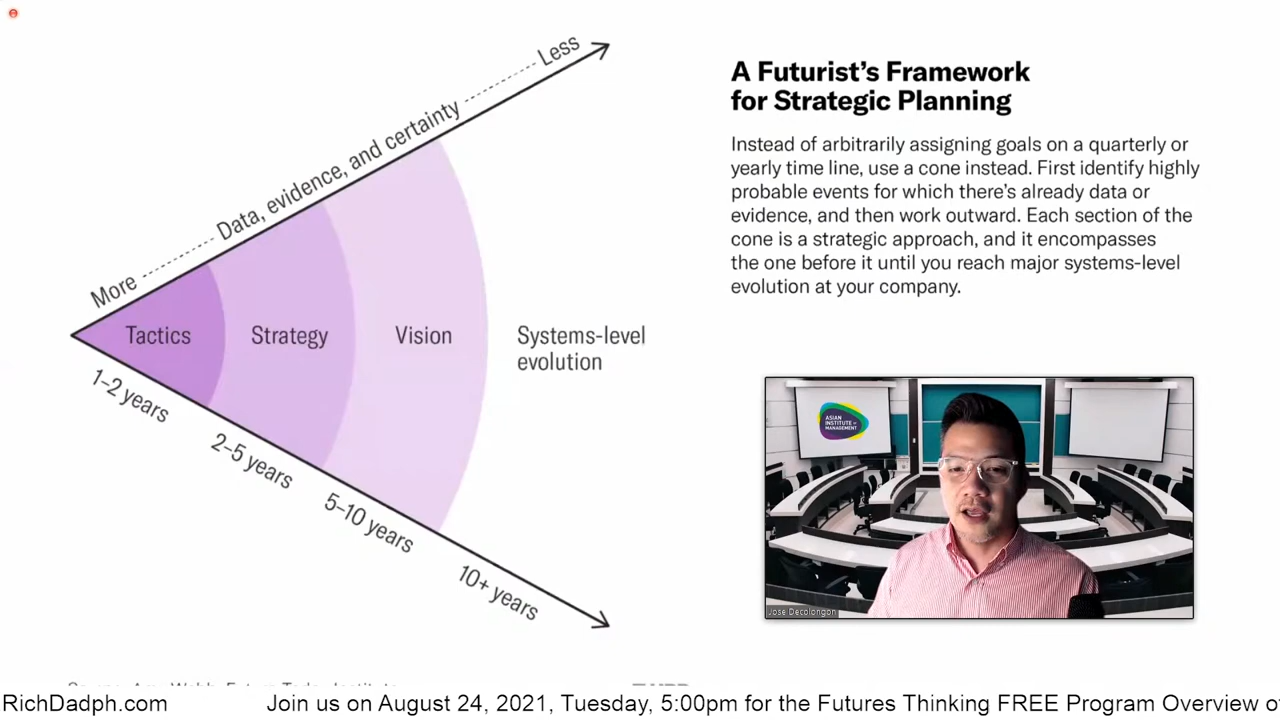 Less
Data, evidence, and certainty
More
Tactics
Strategy
Vision
Systems-level
evolution
1–2 years
2–5 years
5–10 years
10+ years
A Futurist’s Framework
for Strategic Planning
Instead of arbitrarily assigning goals on a quarterly or
yearly time line, use a cone instead. First identify highly
probable events for which there’s already data or
evidence, and then work outward. Each section of the
cone is a strategic approach, and it encompasses
the one before it until you reach major systems-level
evolution at your company.
ASIAN
INSTITUTE OF
MANAGEMENT
Jose Decolongon
RichDadph.com
Join us on August 24, 2021, Tuesday, 5:00pm for the Futures Thinking FREE Program Overview o